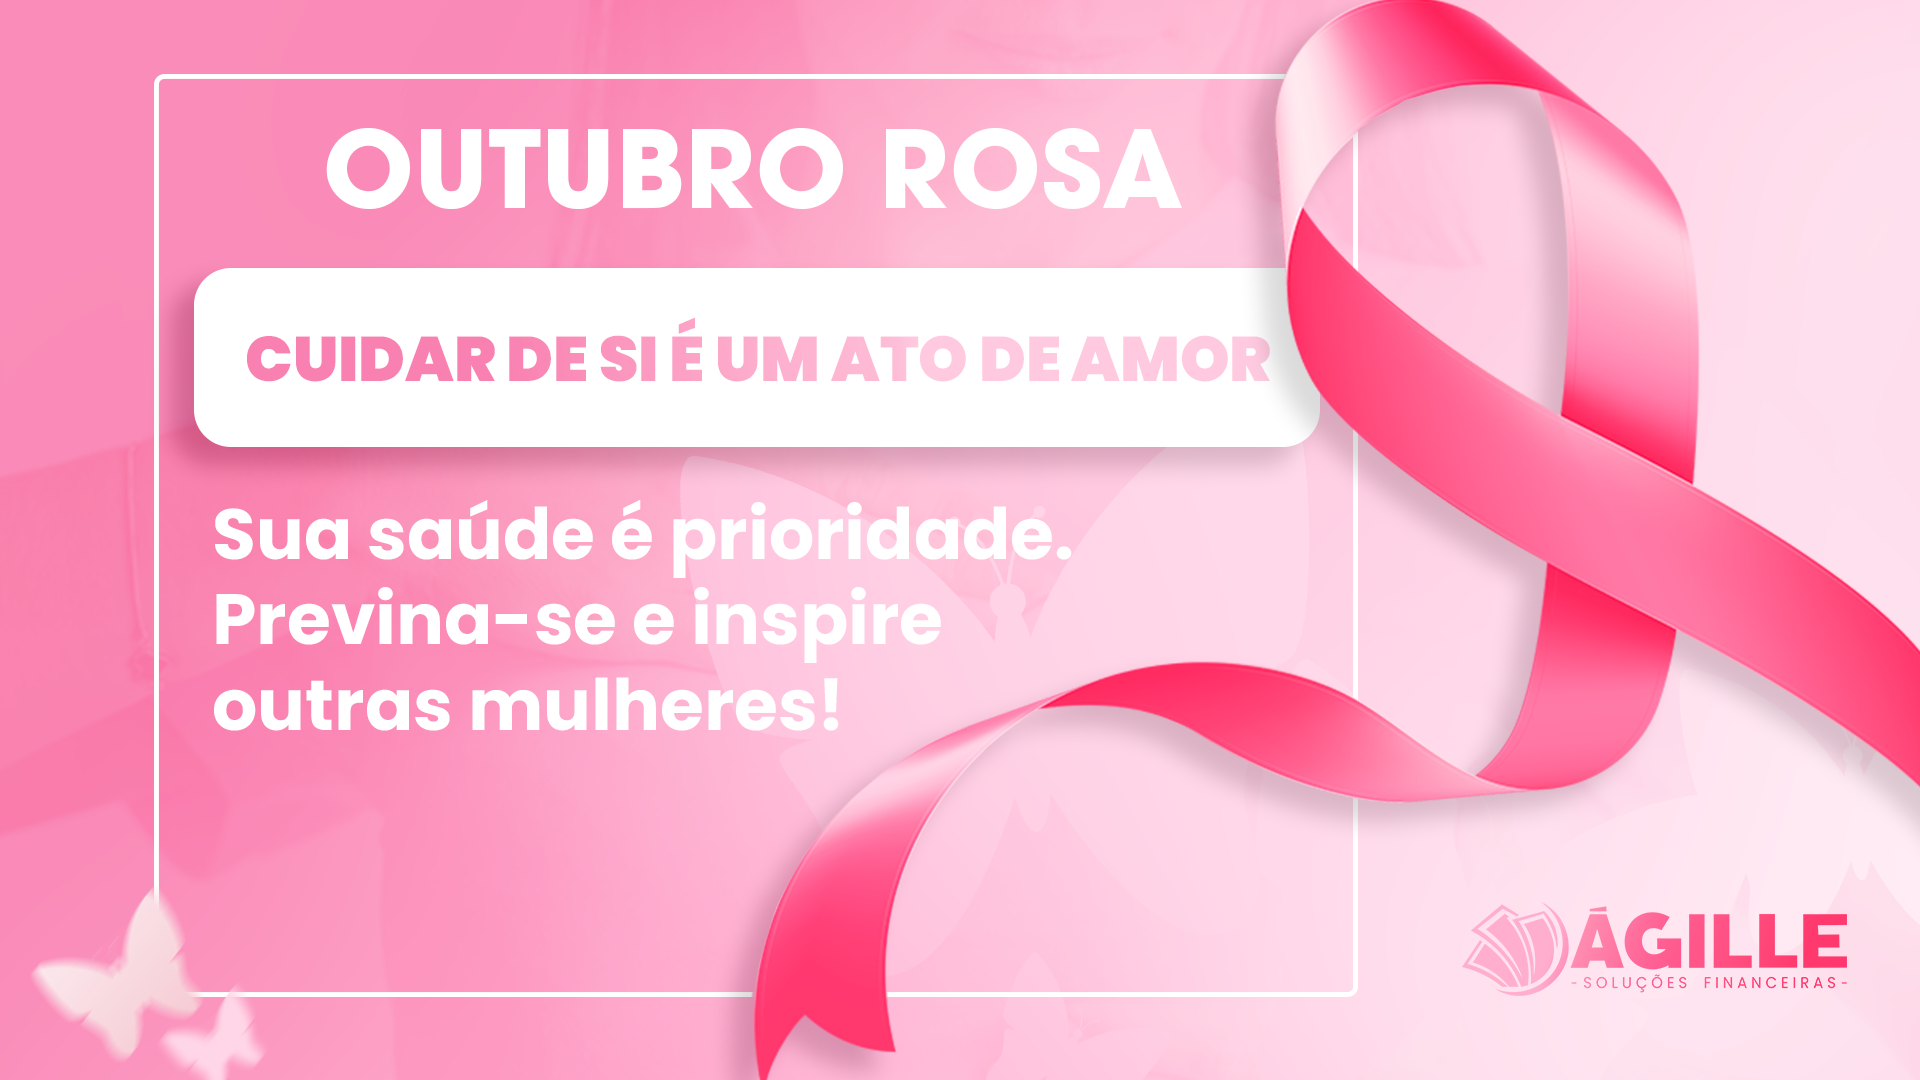 OUTUBRO ROSA
CUIDAR DE SI É UM ATO DE AMOR
Sua saúde é prioridade.
Previna-se e inspire
outras mulheres!
ÁGILLE
-SOLUÇÕES FINANCEIRAS-